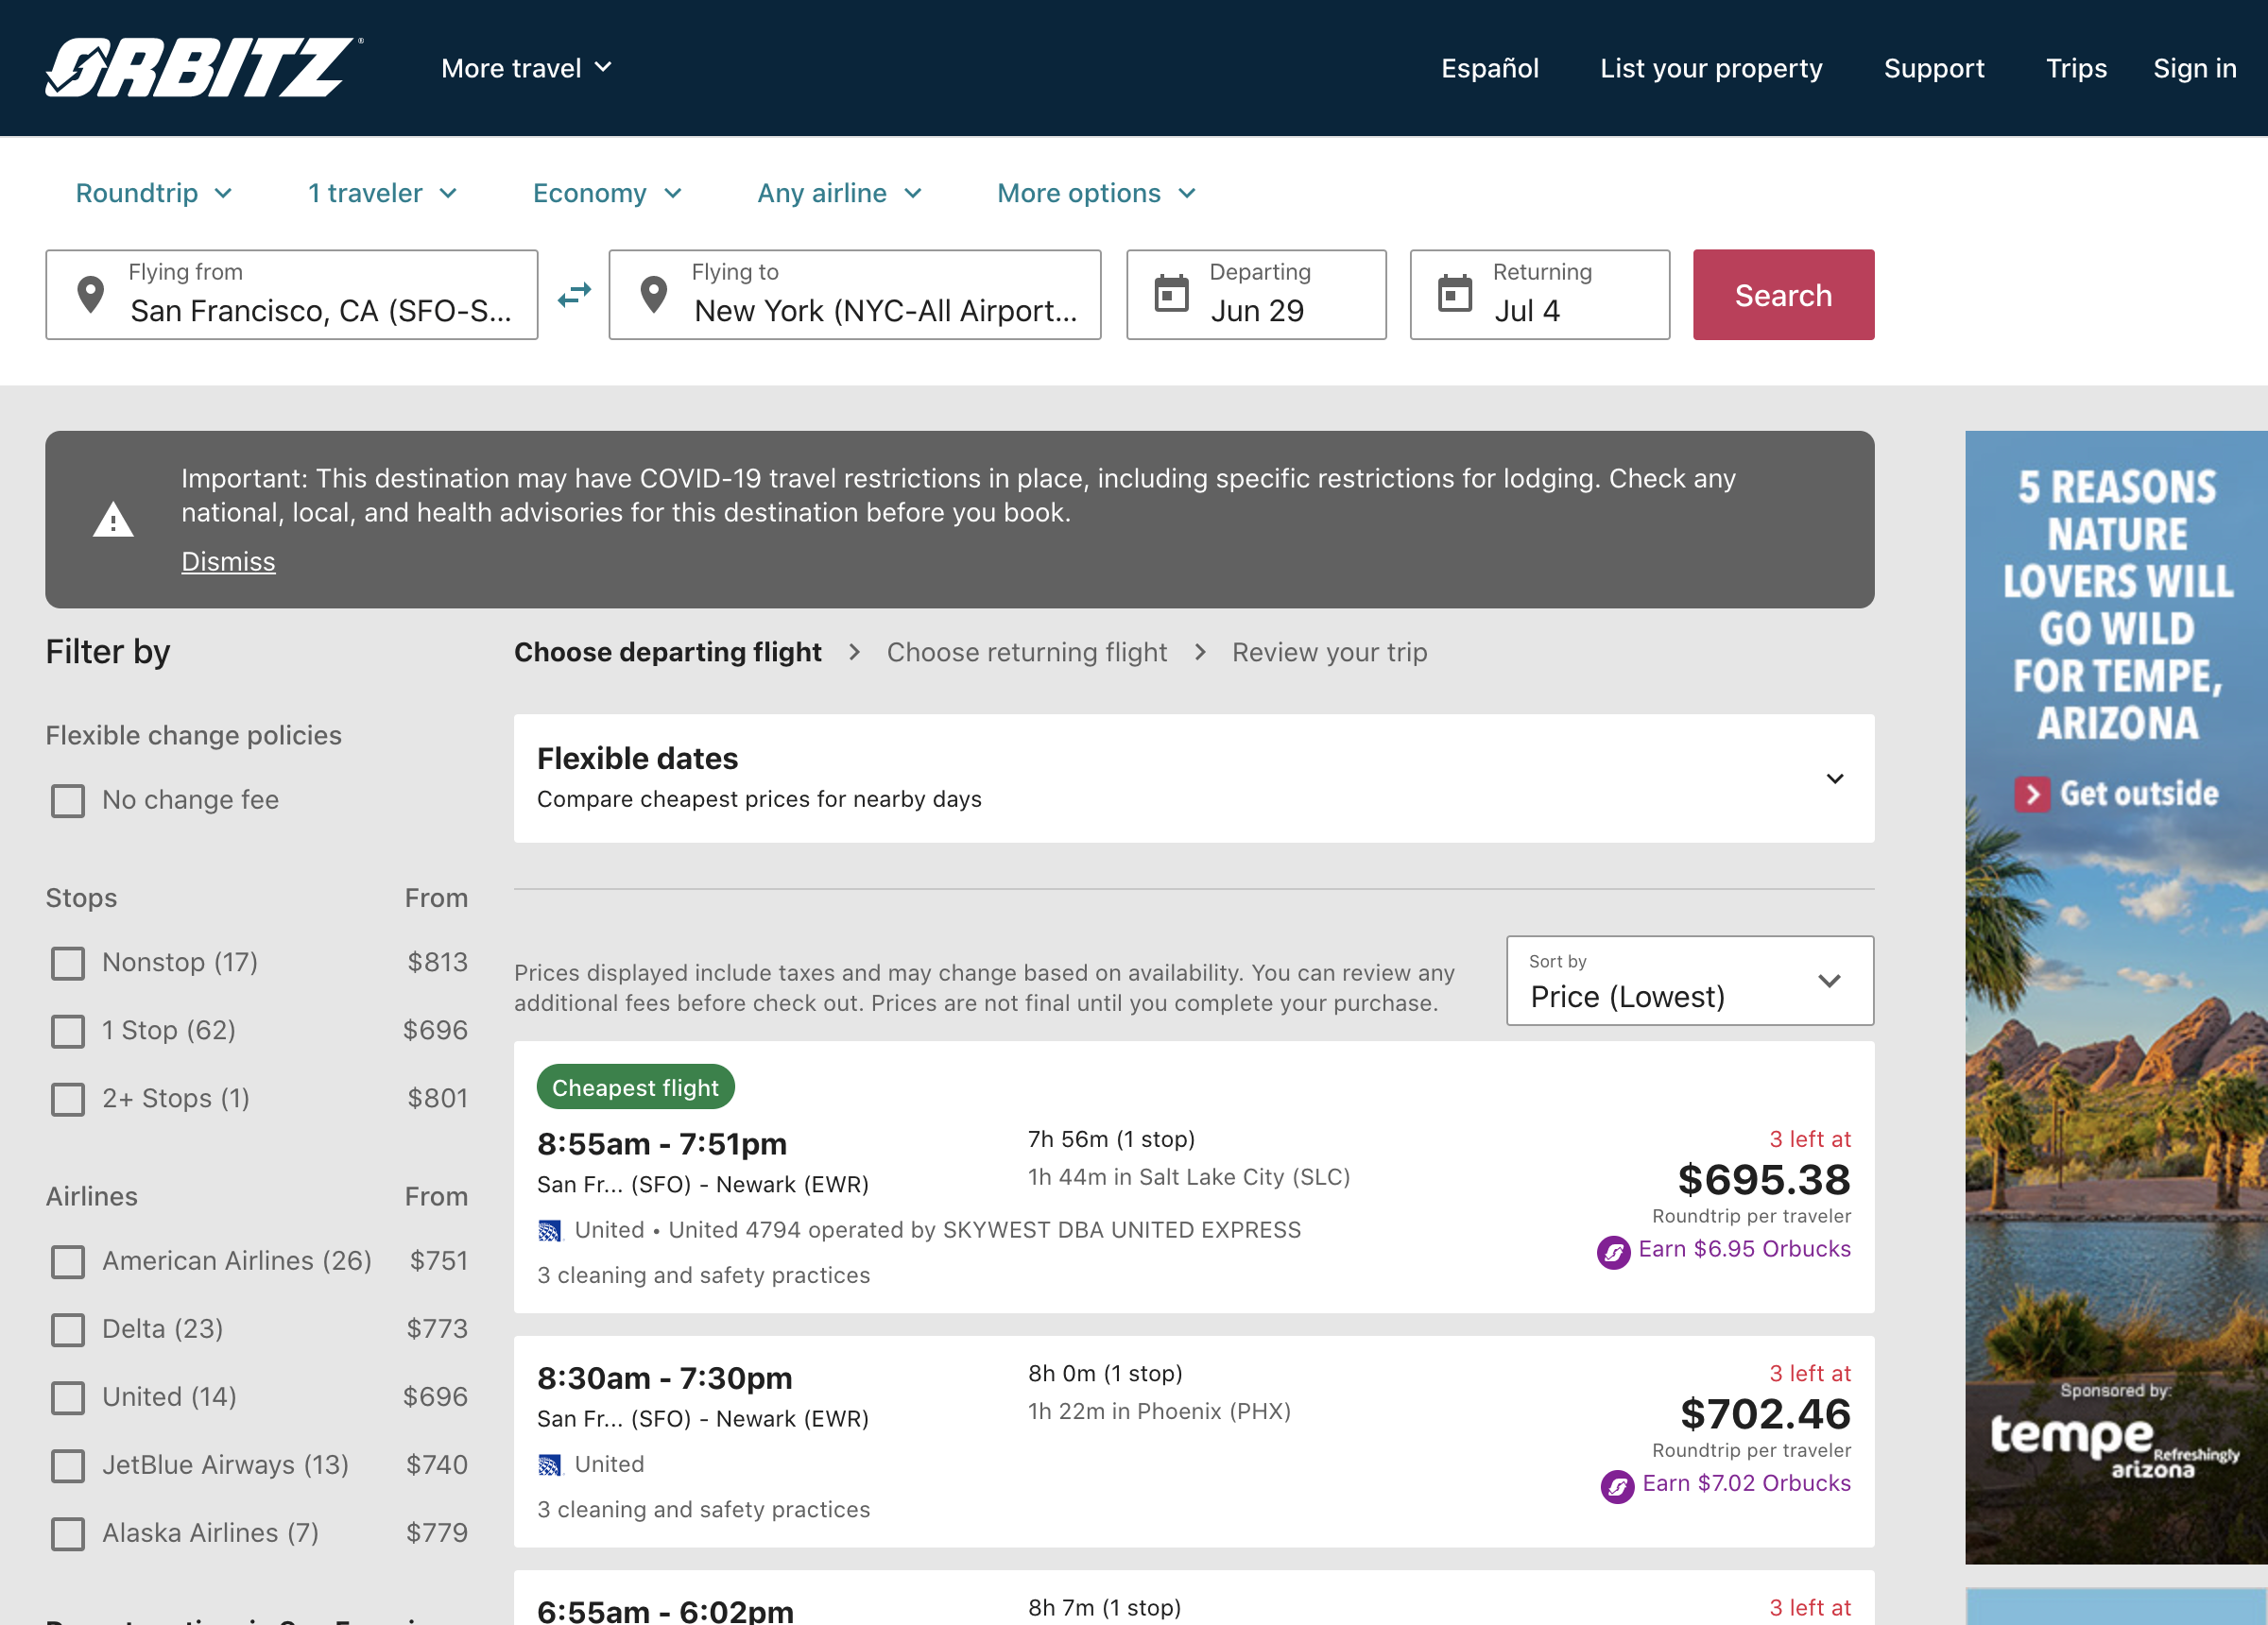 ORBITZ
More travel
Español
List your property
Support
Trips
Sign in
Roundtrip
1 traveler
Economy
Any airline
More options
Flying from
San Francisco, CA (SFO-S...
Flying to
New York (NYC-All Airport...
Departing
Jun 29
Returning
Jul 4
Search
Important: This destination may have COVID-19 travel restrictions in place, including specific restrictions for lodging. Check any
national, local, and health advisories for this destination before you book.
Dismiss
Filter by
Flexible change policies
No change fee
Stops From
Nonstop (17) $813
1 Stop (62) $696
2+ Stops (1) $801
Airlines From
American Airlines (26) $751
Delta (23) $773
United (14) $696
JetBlue Airways (13) $740
Alaska Airlines (7) $779
Choose departing flight > Choose returning flight > Review your trip
Flexible dates
Compare cheapest prices for nearby days
Prices displayed include taxes and may change based on availability. You can review any
additional fees before check out. Prices are not final until you complete your purchase.
Sort by
Price (Lowest)
Cheapest flight
8:55am - 7:51pm
San Fr... (SFO) - Newark (EWR)
United • United 4794 operated by SKYWEST DBA UNITED EXPRESS
3 cleaning and safety practices
7h 56m (1 stop)
1h 44m in Salt Lake City (SLC)
3 left at
$695.38
Roundtrip per traveler
Earn $6.95 Orbucks
8:30am - 7:30pm
San Fr... (SFO) - Newark (EWR)
United
3 cleaning and safety practices
8h 0m (1 stop)
1h 22m in Phoenix (PHX)
3 left at
$702.46
Roundtrip per traveler
Earn $7.02 Orbucks
6:55am - 6:02pm
8h 7m (1 stop)
3 left at
5 REASONS
NATURE
LOVERS WILL
GO WILD
FOR TEMPE,
ARIZONA
Get outside
Sponsored by:
tempe
Refreshingly
arizona